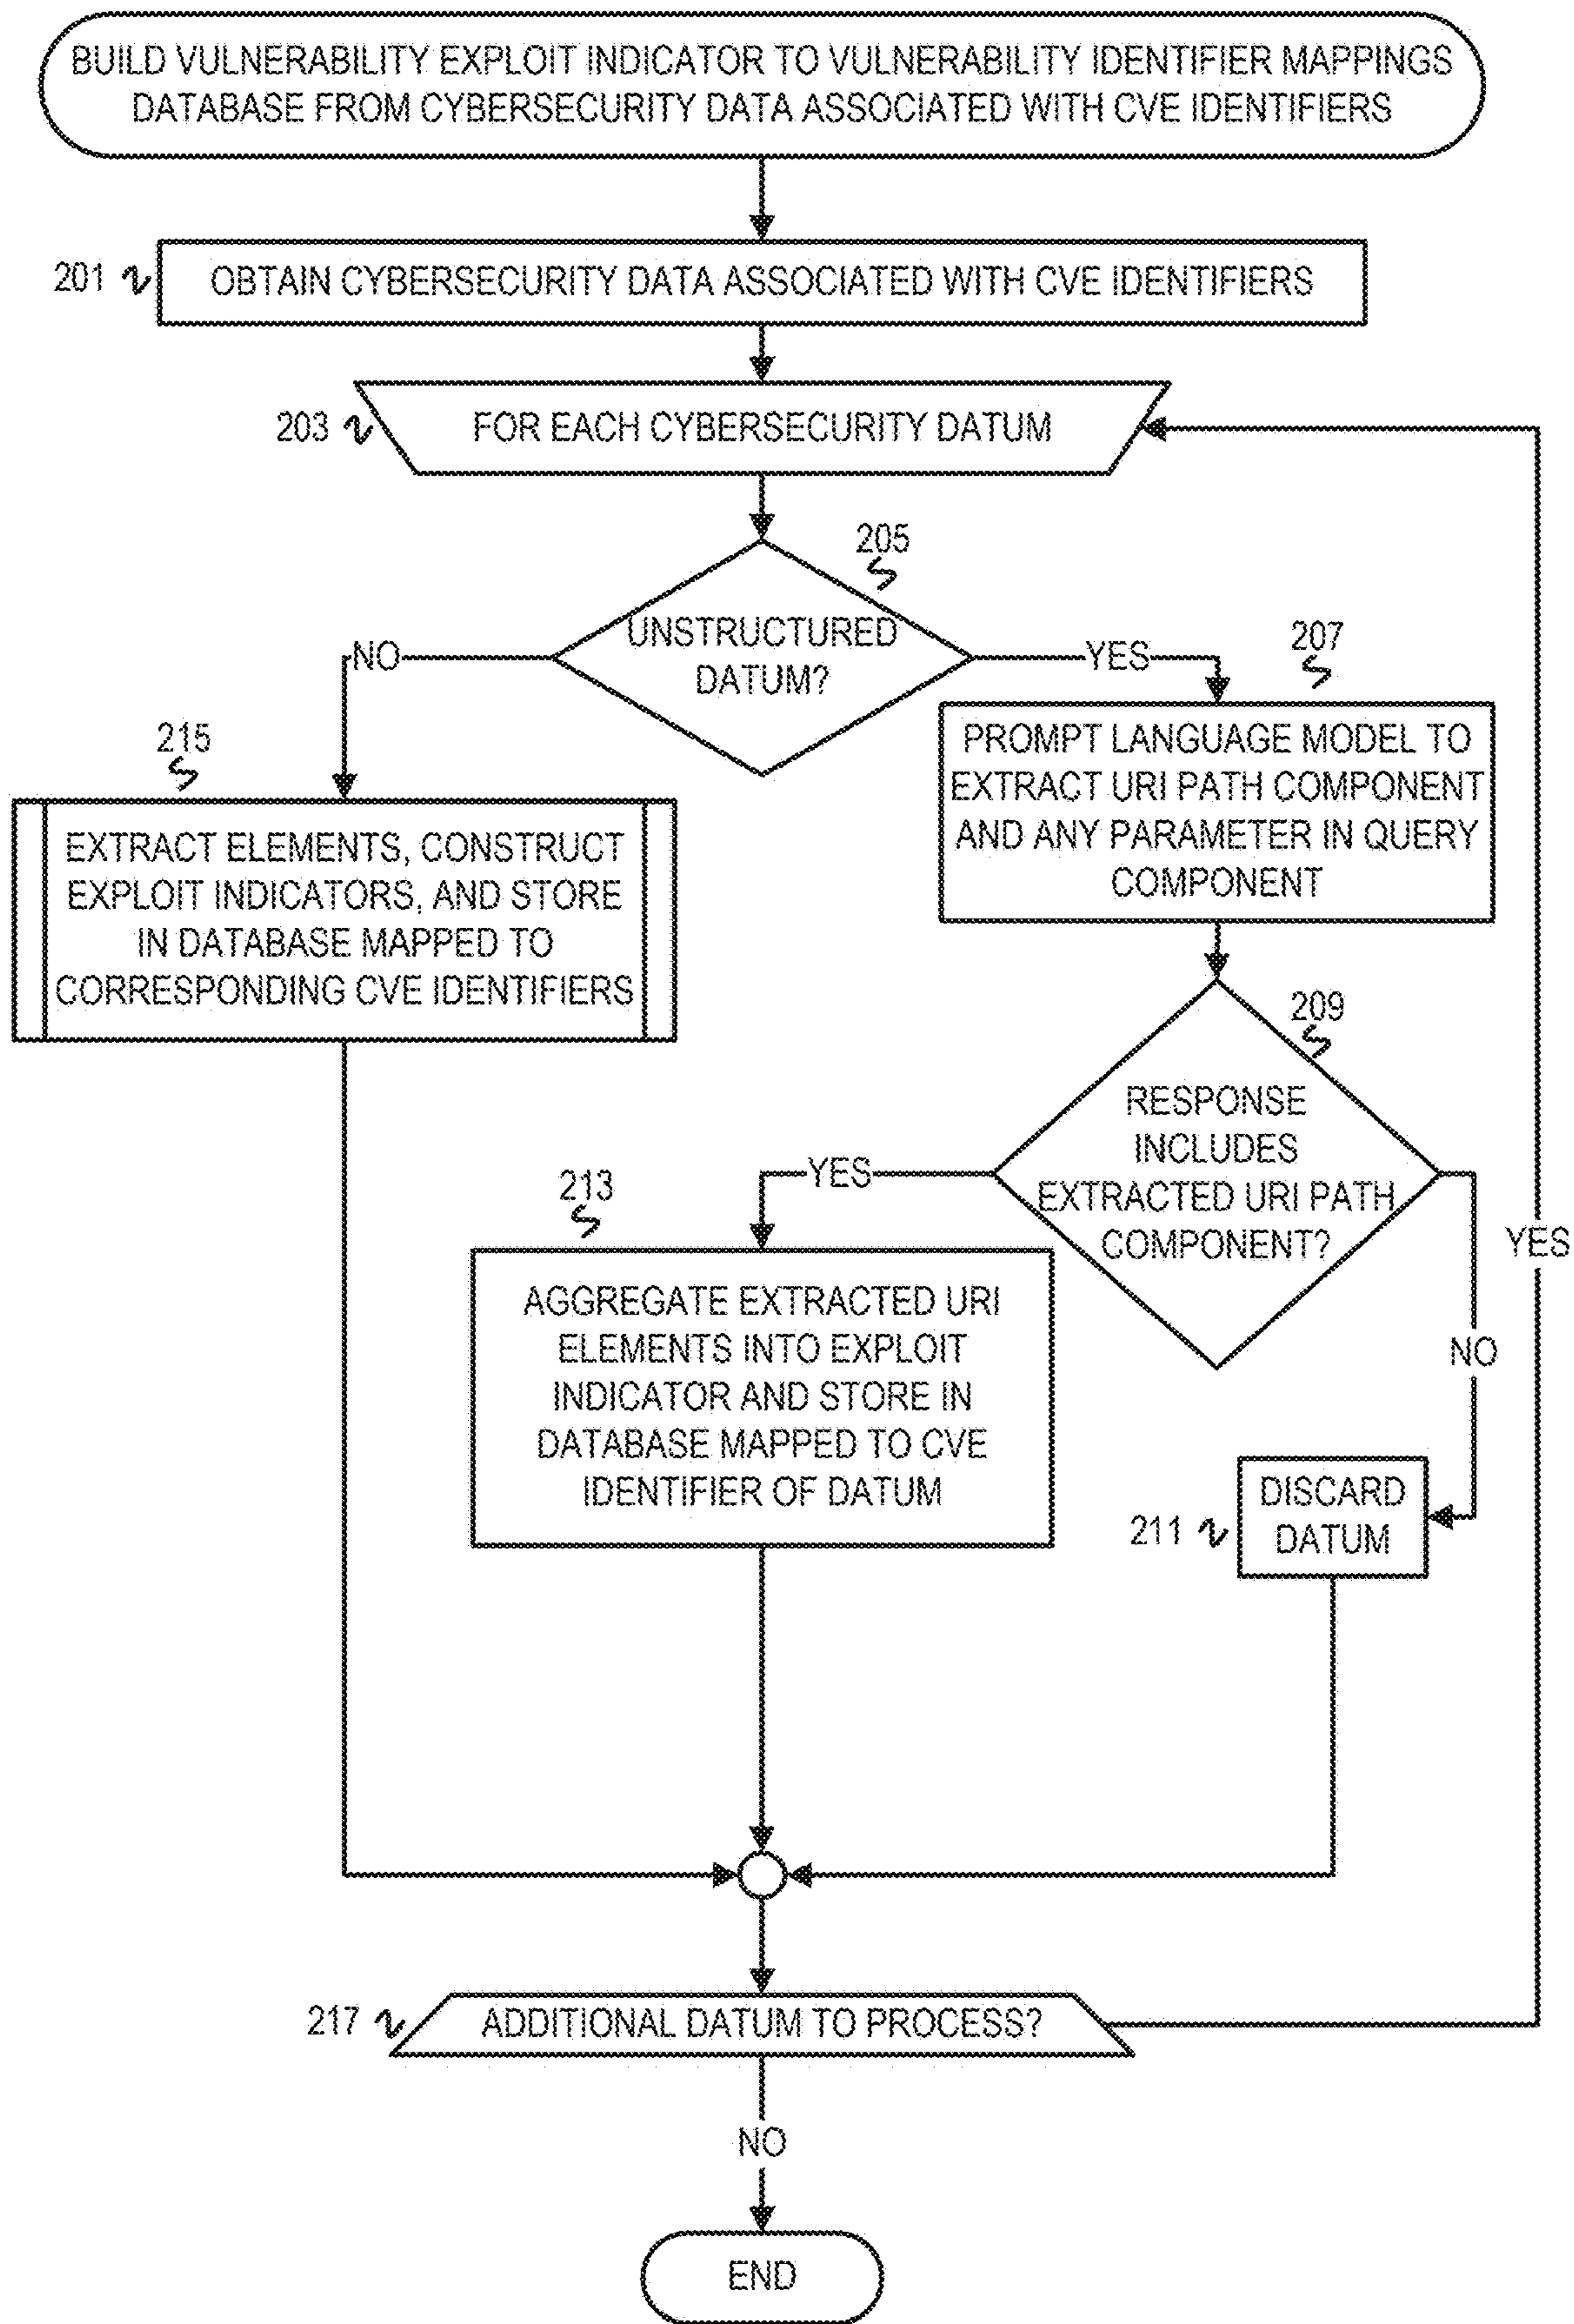 BUILD VULNERABILITY EXPLOIT INDICATOR TO VULNERABILITY IDENTIFIER MAPPINGS
DATABASE FROM CYBERSECURITY DATA ASSOCIATED WITH CVE IDENTIFIERS
201
OBTAIN CYBERSECURITY DATA ASSOCIATED WITH CVE IDENTIFIERS
203
FOR EACH CYBERSECURITY DATUM
205
UNSTRUCTURED
DATUM?
NO
YES
207
PROMPT LANGUAGE MODEL TO
EXTRACT URI PATH COMPONENT
AND ANY PARAMETER IN QUERY
COMPONENT
215
EXTRACT ELEMENTS, CONSTRUCT
EXPLOIT INDICATORS, AND STORE
IN DATABASE MAPPED TO
CORRESPONDING CVE IDENTIFIERS
209
RESPONSE
INCLUDES
EXTRACTED URI PATH
COMPONENT?
YES
NO
YES
213
AGGREGATE EXTRACTED URI
ELEMENTS INTO EXPLOIT
INDICATOR AND STORE IN
DATABASE MAPPED TO CVE
IDENTIFIER OF DATUM
211
DISCARD
DATUM
217
ADDITIONAL DATUM TO PROCESS?
NO
END